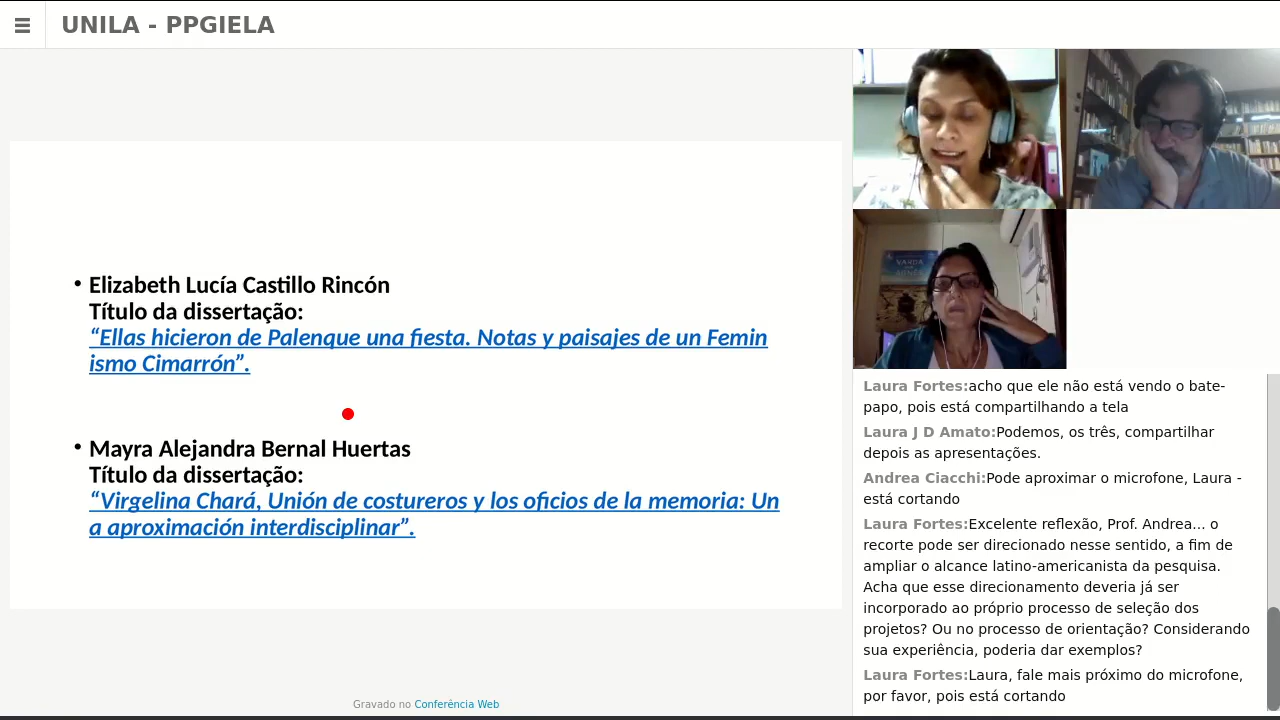 UNILA - PPGIELA
• Elizabeth Lucía Castillo Rincón
Título da dissertação:
“Ellas hicieron de Palenque una fiesta. Notas y paisajes de un Femin
ismo Cimarrón”.
• Mayra Alejandra Bernal Huertas
Título da dissertação:
“Virgelina Chará, Unión de costureros y los oficios de la memoria: Un
a aproximación interdisciplinar”.
Gravado no Conferência Web
VARDA
Laura Fortes:acho que ele não está vendo o bate-
papo, pois está compartilhando a tela
Laura J D Amato:Podemos, os três, compartilhar
depois as apresentações.
Andrea Ciacchi:Pode aproximar o microfone, Laura -
está cortando
Laura Fortes:Excelente reflexão, Prof. Andrea... o
recorte pode ser direcionado nesse sentido, a fim de
ampliar o alcance latino-americanista da pesquisa.
Acha que esse direcionamento deveria já ser
incorporado ao próprio processo de seleção dos
projetos? Ou no processo de orientação? Considerando
sua experiência, poderia dar exemplos?
Laura Fortes:Laura, fale mais próximo do microfone,
por favor, pois está cortando